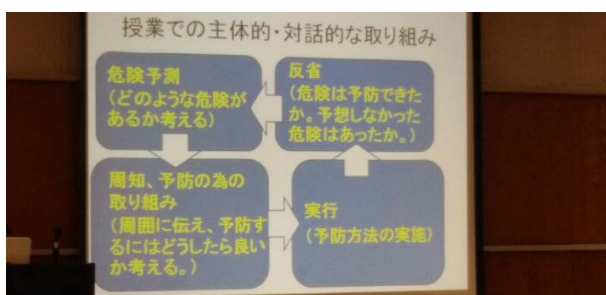 授業での主体的・対話的な取り組み
危険予測
(どのような危険が
あるか考える)
反省
(危険は予防できた
か。予想しなかった
危険はあったか。)
周知、予防の為の
取り組み
(周囲に伝え、予防す
るにはどうしたら良い
か考える。)
実行
(予防方法の実施)